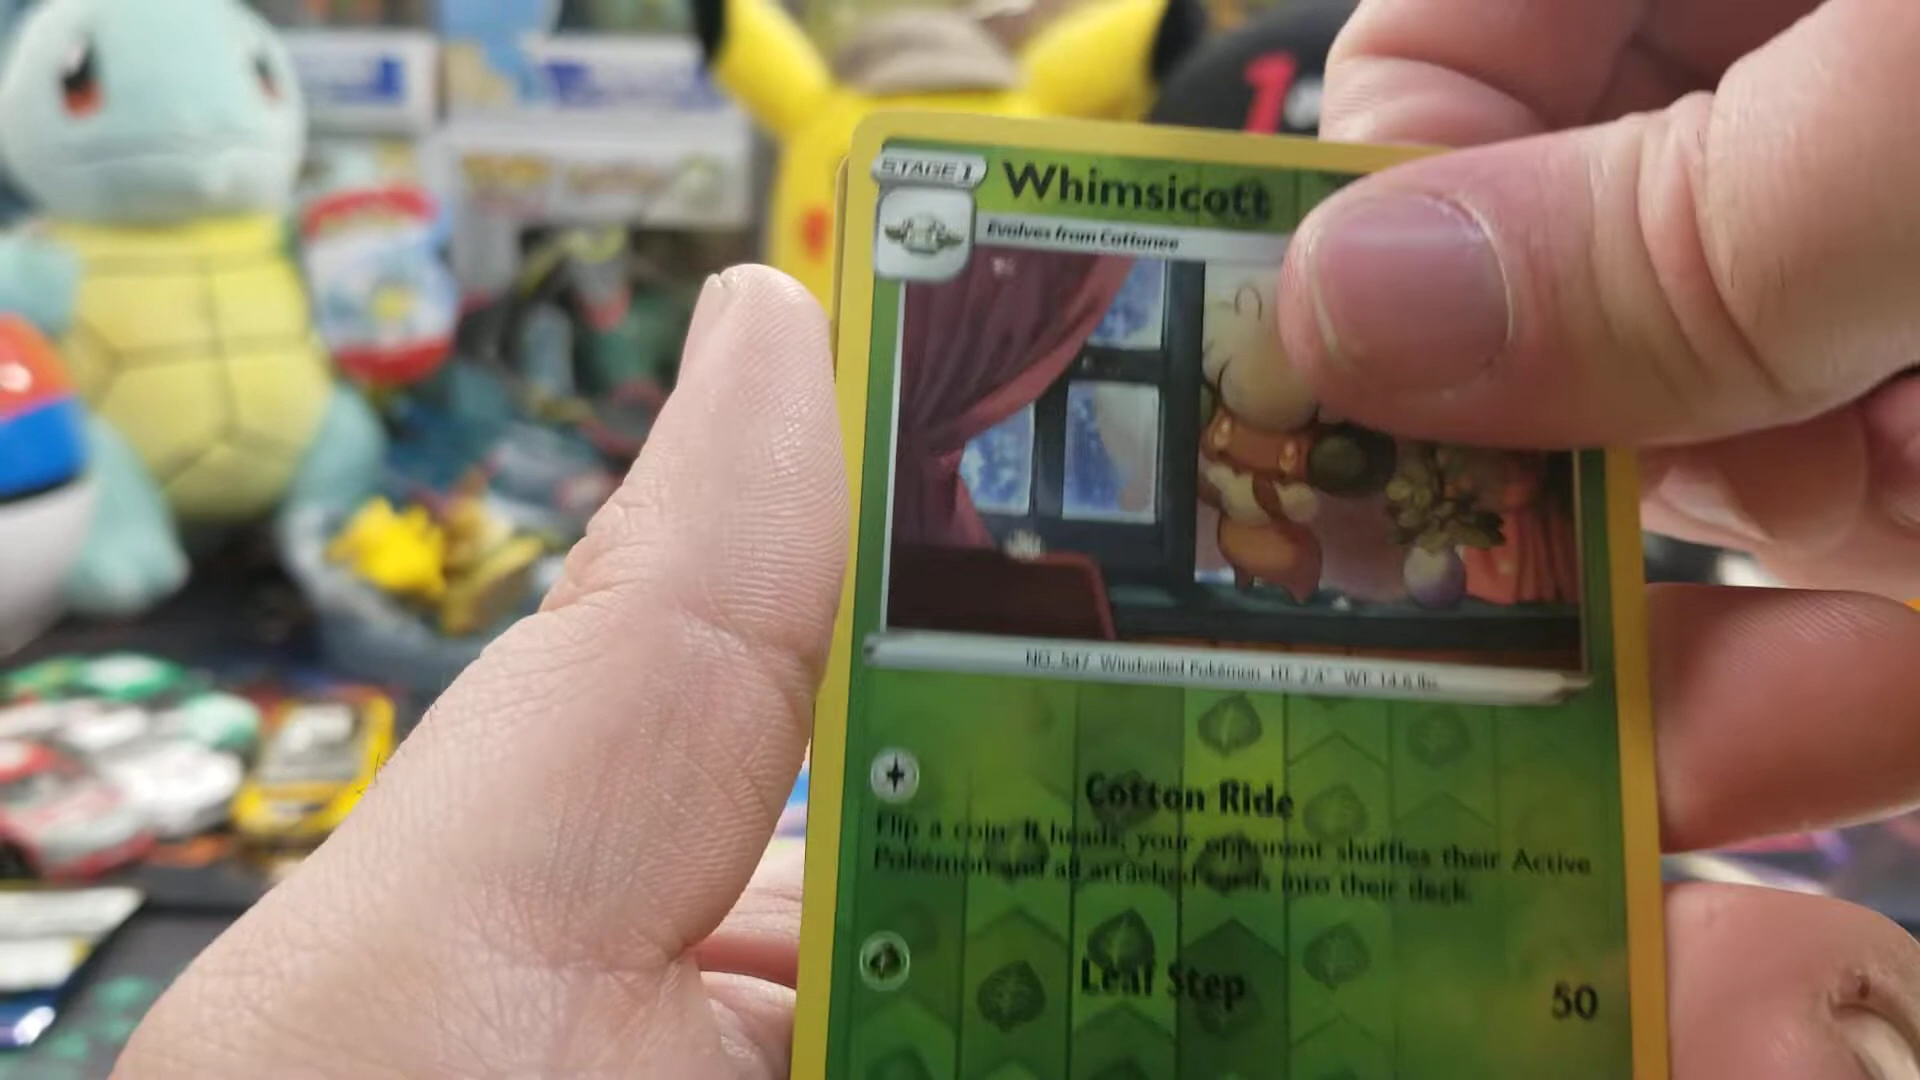 1
STAGE 1
Whimsicott
Evolves from Cottonee
NO. 547 Windveiled Pokémon HT: 2'4" WT: 14.6 lbs.
Cotton Ride
Flip a coin. If heads, your opponent shuffles their Active
Pokémon and all attached cards into their deck.
Leaf Step
50